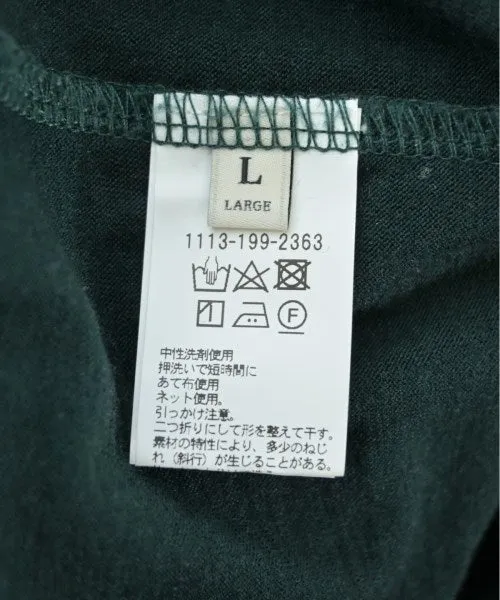 L
LARGE
1113-199-2363
中性洗剤使用
押洗いで短時間に
あて布使用
ネット使用。
引っかけ注意。
二つ折りにして形を整えて干す。
素材の特性により、多少のねじ
れ(斜行)が生じることがある。